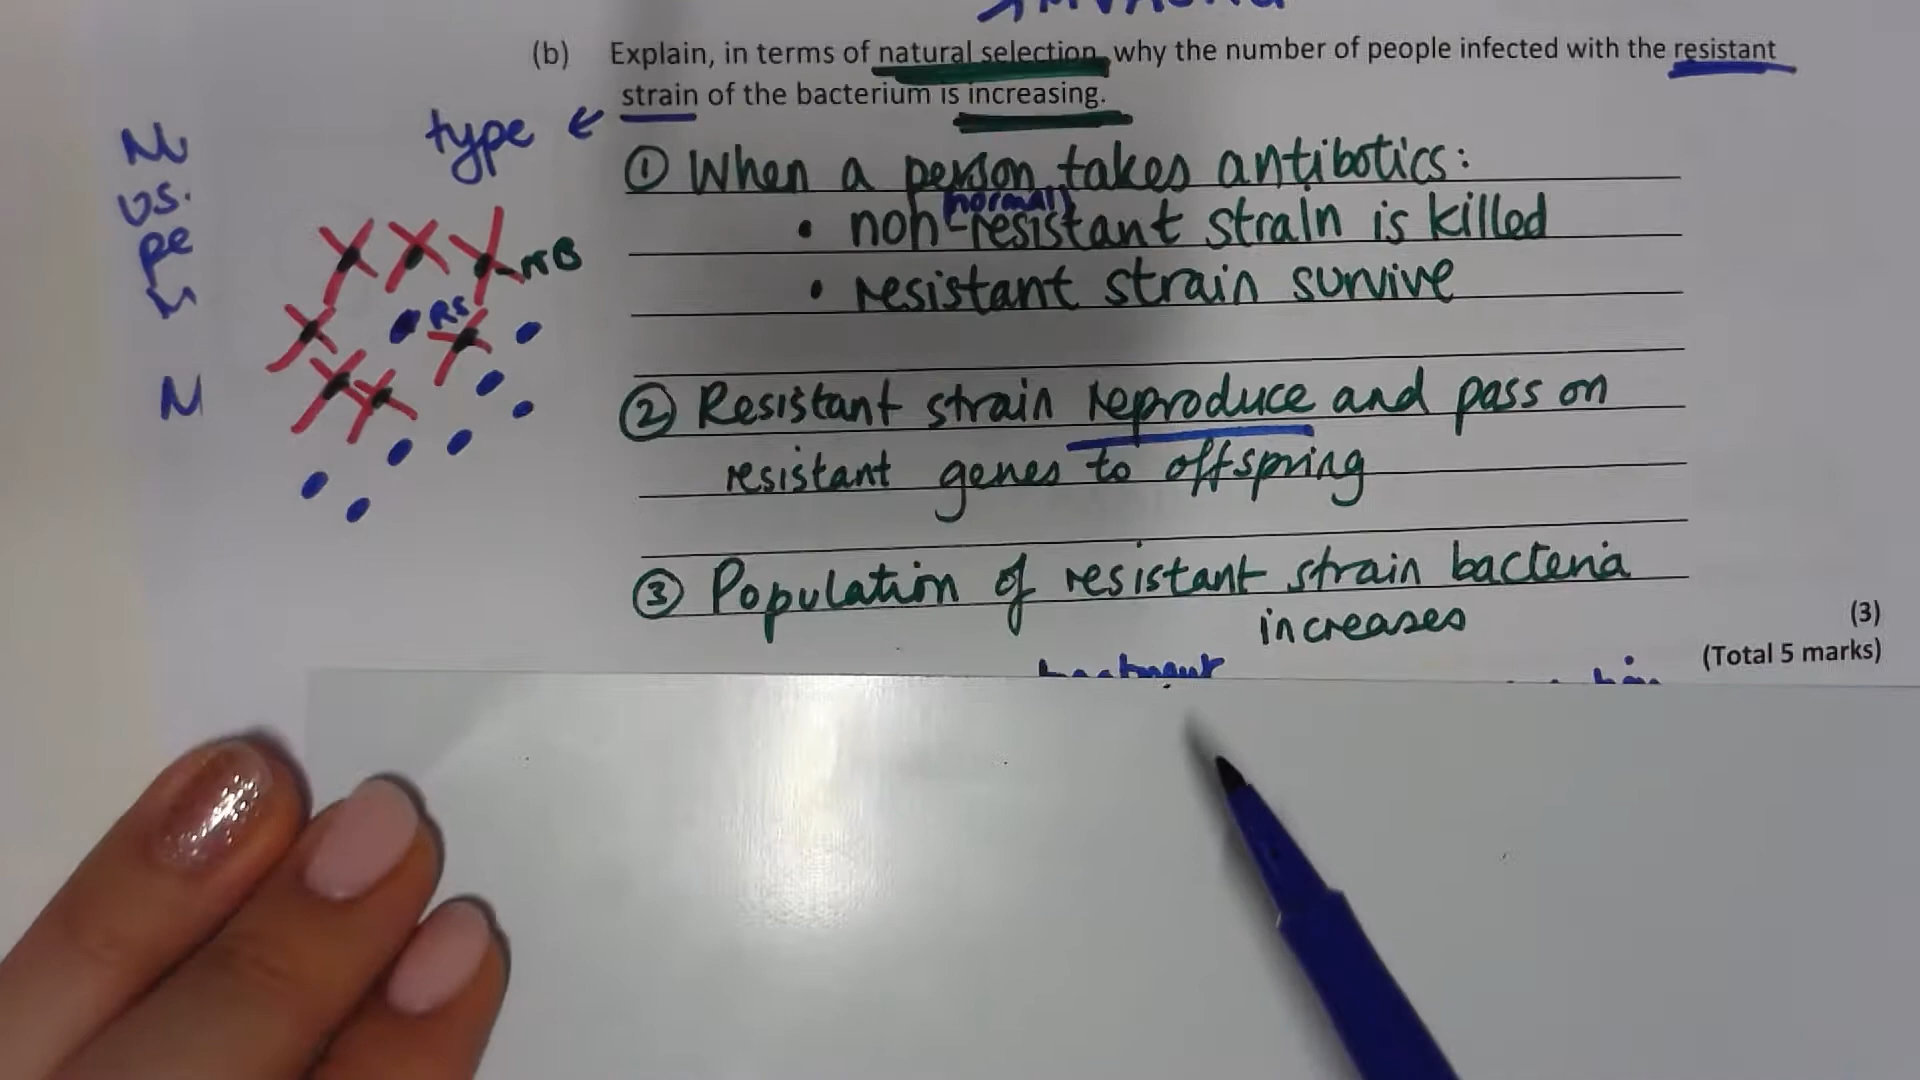 (b) Explain, in terms of natural selection, why the number of people infected with the resistant
strain of the bacterium is increasing.
type
① When a person takes antibotics:
normal
• non-resistant strain is killed
• resistant strain survive
RS
② Resistant strain reproduce and pass on
resistant genes to offspring
③ Population of resistant strain bacteria
increases
(3)
(Total 5 marks)
treatment